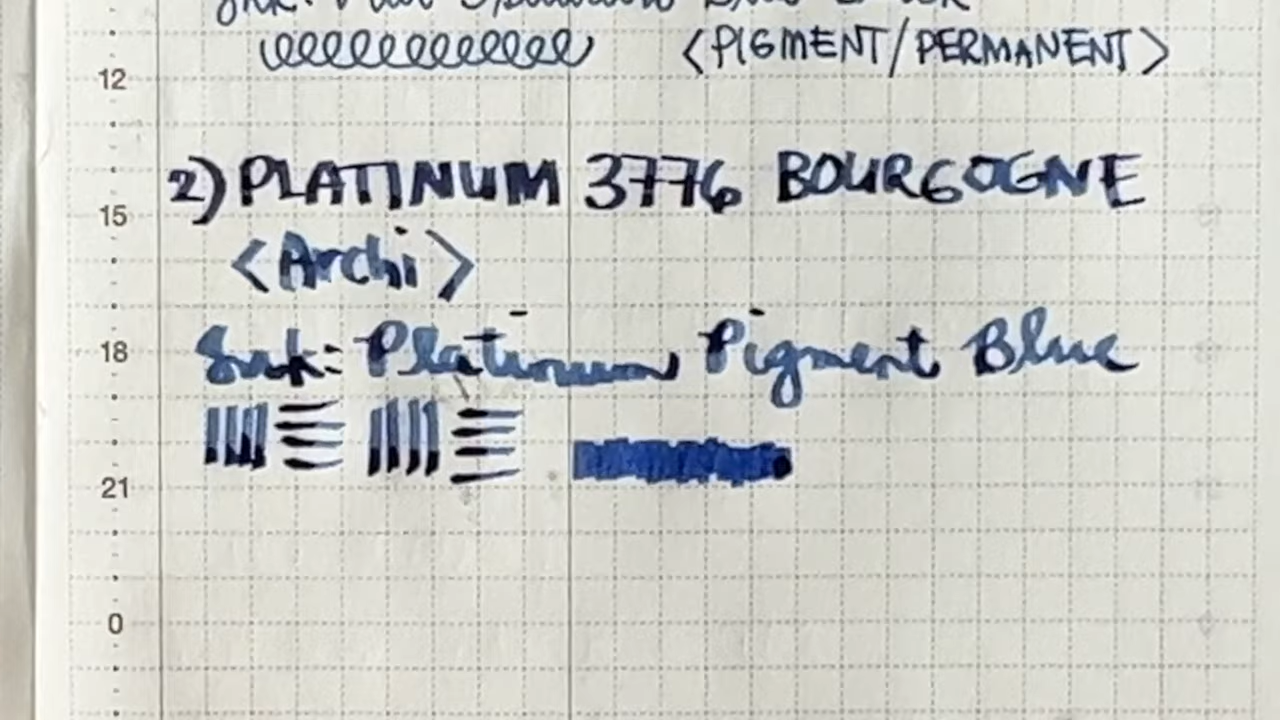 <PIGMENT/PERMANENT>
12
2) PLATINUM 3776 BOURGOGNE
15
<Archi>
18
Ink: Platinum Pigment Blue
21
0